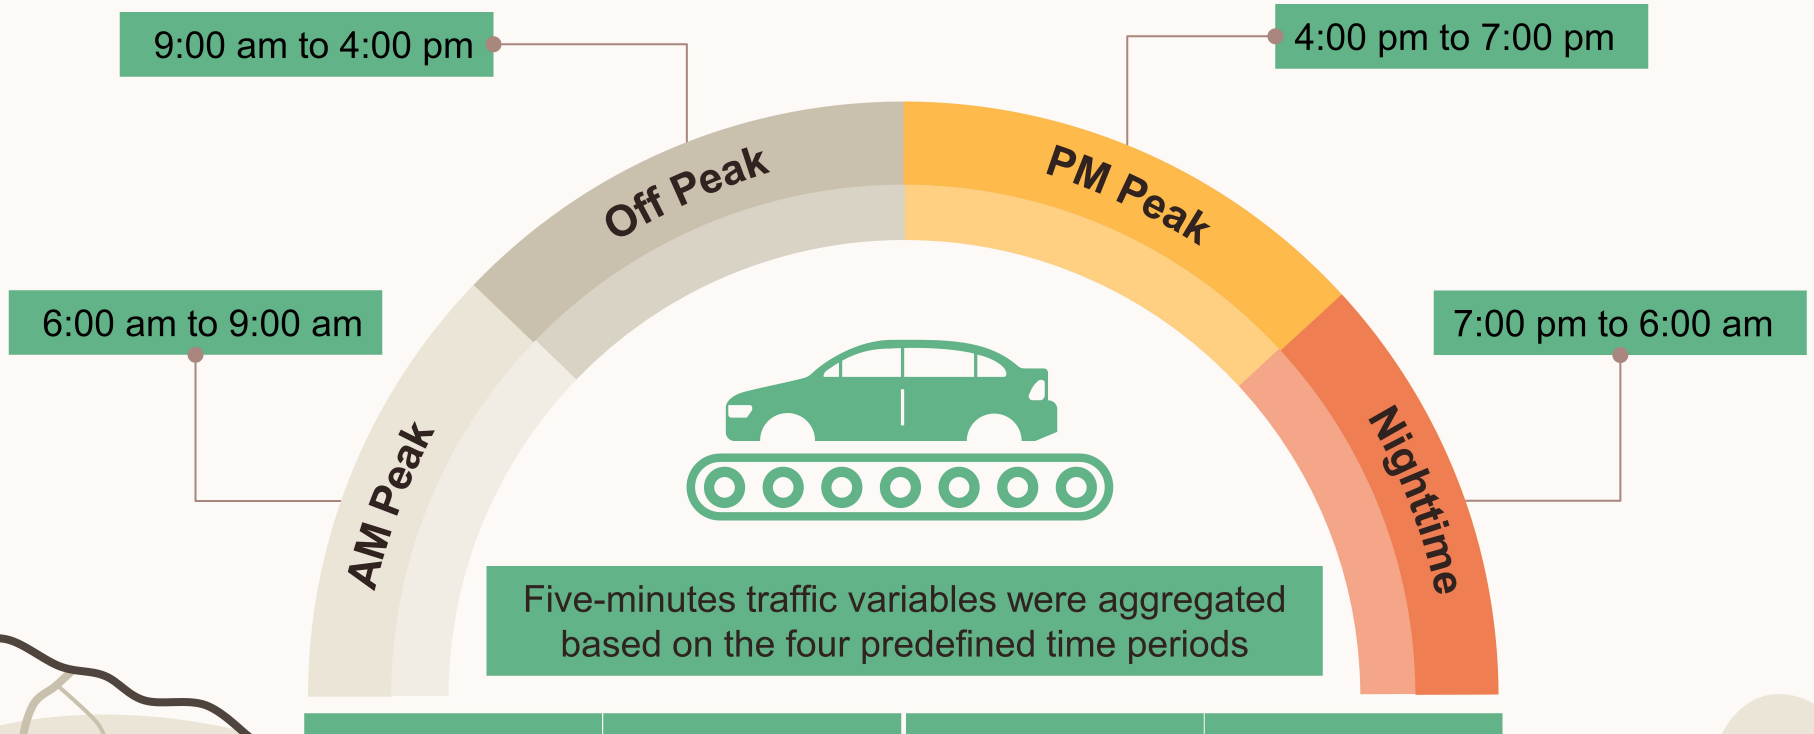 9:00 am to 4:00 pm
4:00 pm to 7:00 pm
Off Peak
PM Peak
6:00 am to 9:00 am
7:00 pm to 6:00 am
AM Peak
Nighttime
Five-minutes traffic variables were aggregated
based on the four predefined time periods